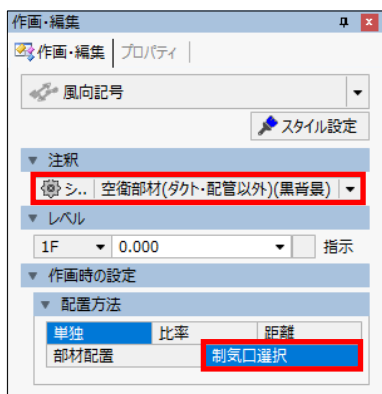 作画・編集
作画・編集 プロパティ
風向記号
スタイル設定
注釈
シ.. 空衛部材(ダクト・配管以外)(黒背景)
レベル
1F 0.000 指示
作画時の設定
配置方法
単独 比率 距離
部材配置 制気口選択